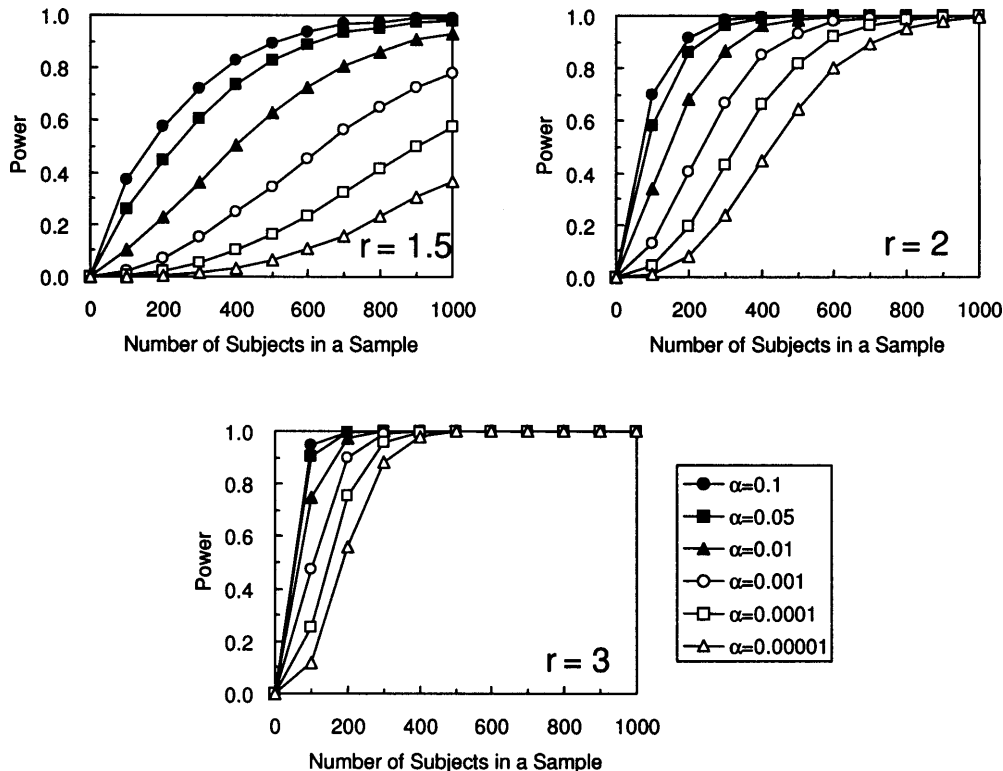 1.0
0.8
0.6
0.4
0.2
0.0
Power
r = 1.5
0 200 400 600 800 1000
Number of Subjects in a Sample
1.0
0.8
0.6
0.4
0.2
0.0
Power
r = 2
0 200 400 600 800 1000
Number of Subjects in a Sample
1.0
0.8
0.6
0.4
0.2
0.0
Power
r = 3
0 200 400 600 800 1000
Number of Subjects in a Sample
α=0.1
α=0.05
α=0.01
α=0.001
α=0.0001
α=0.00001